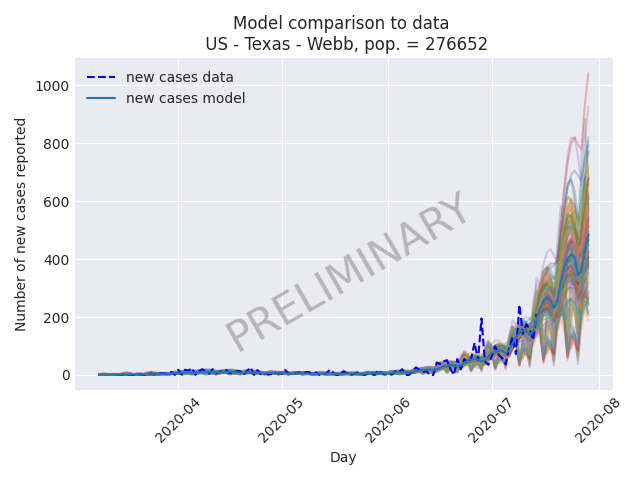 Model comparison to data
US - Texas - Webb, pop. = 276652
new cases data
new cases model
Number of new cases reported
1000
800
600
400
200
0
PRELIMINARY
2020-04
2020-05
2020-06
2020-07
2020-08
Day